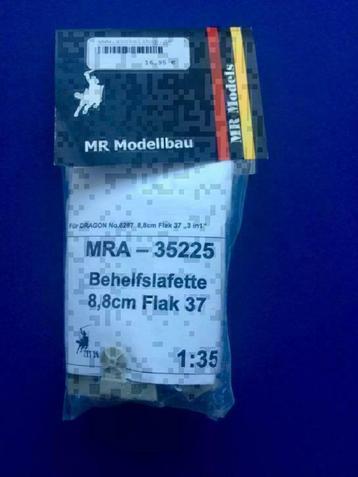 16,95 €
MR Modellbau
MR Models
Für DRAGON No.6287 8,8cm Flak 37 „3 in1"
MRA – 35225
Behelfslafette
8,8cm Flak 37
1:35